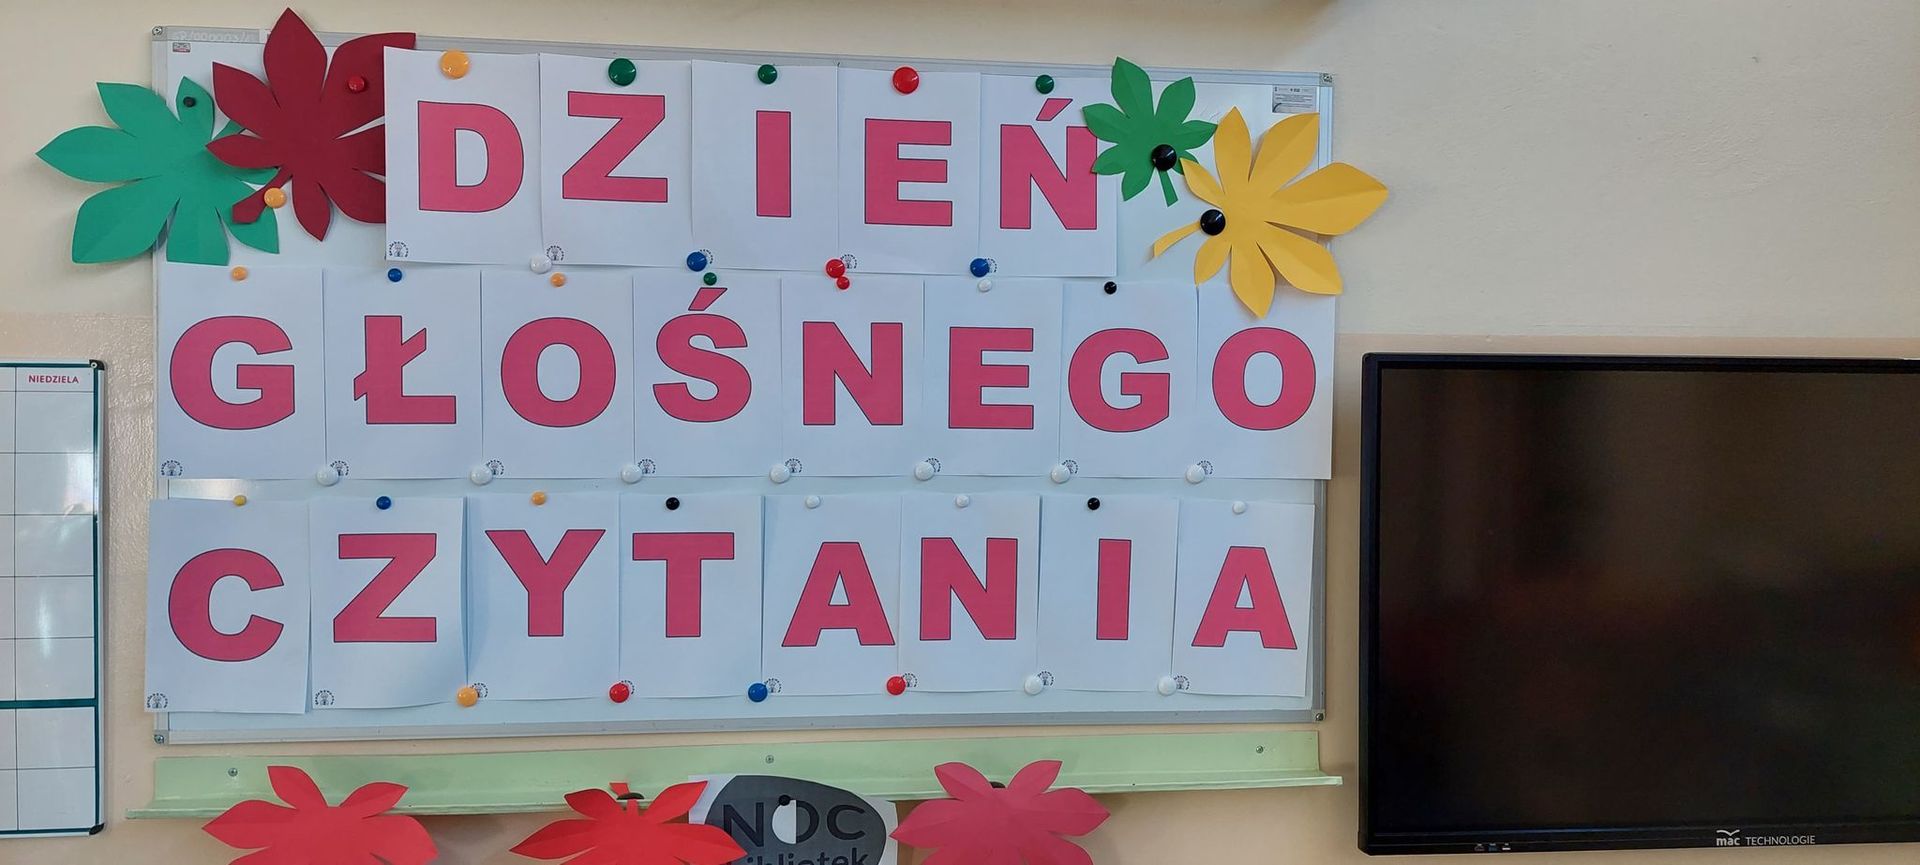 DZIEŃ
GŁOŚNEGO
CZYTANIA
NIEDZIELA
NOC
mac TECHNOLOGIE